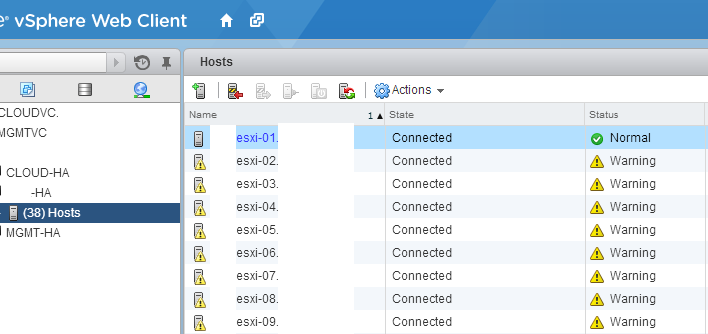 vSphere Web Client
Hosts
Actions
Name 1 State Status
esxi-01. Connected Normal
esxi-02. Connected Warning
esxi-03. Connected Warning
esxi-04. Connected Warning
esxi-05. Connected Warning
esxi-06. Connected Warning
esxi-07. Connected Warning
esxi-08. Connected Warning
esxi-09. Connected Warning
CLOUDVC.
MGMTVC
CLOUD-HA
-HA
(38) Hosts
MGMT-HA